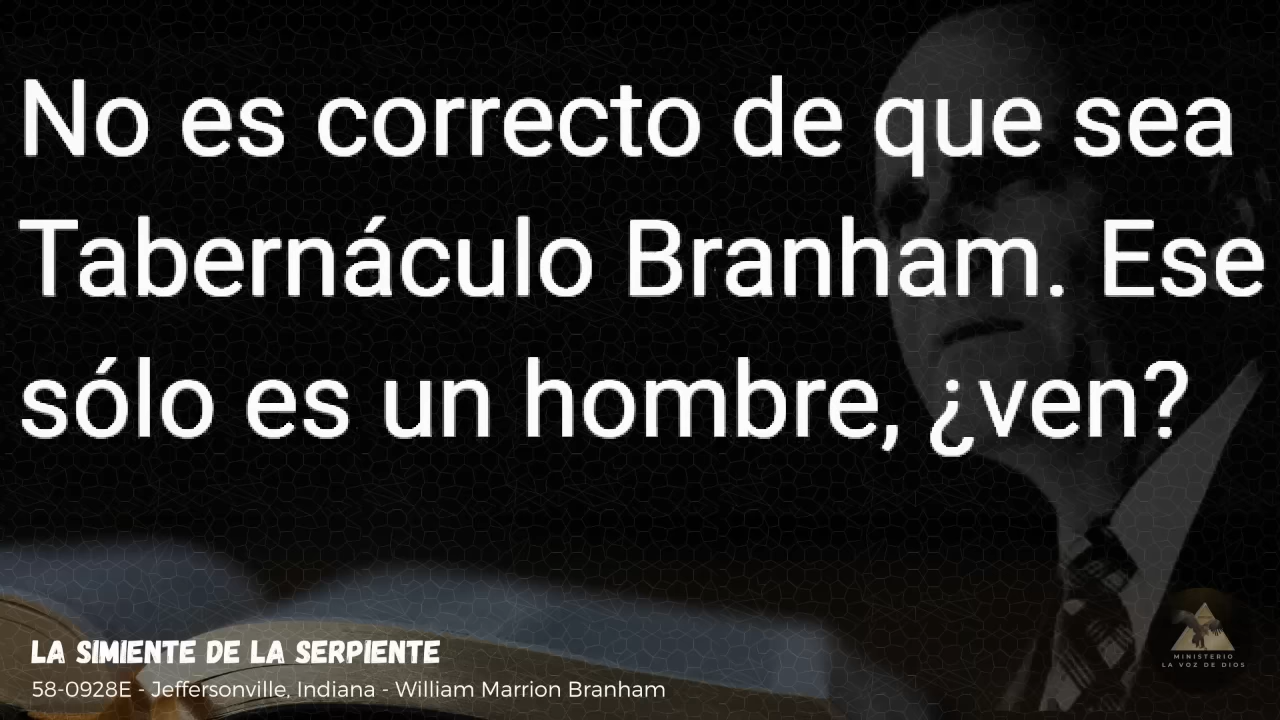 No es correcto de que sea
Tabernáculo Branham. Ese
sólo es un hombre, ¿ven?
LA SIMIENTE DE LA SERPIENTE
58-0928E - Jeffersonville, Indiana - William Marrion Branham
MINISTERIO
LA VOZ DE DIOS